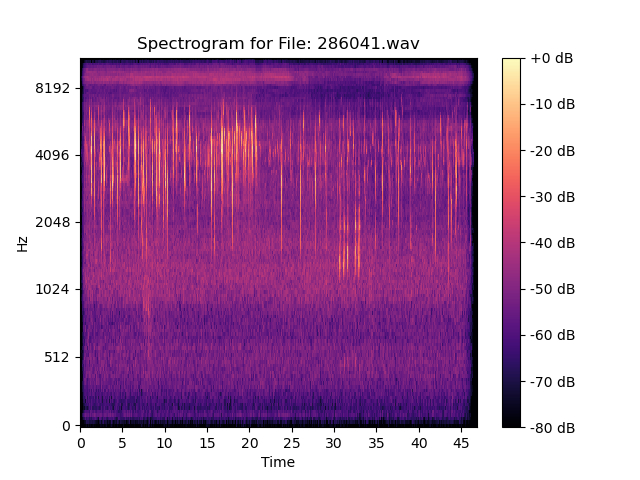 Spectrogram for File: 286041.wav
+0 dB
8192
-10 dB
4096
-20 dB
-30 dB
2048
Hz
-40 dB
1024
-50 dB
512
-60 dB
-70 dB
0
-80 dB
0 5 10 15 20 25 30 35 40 45
Time